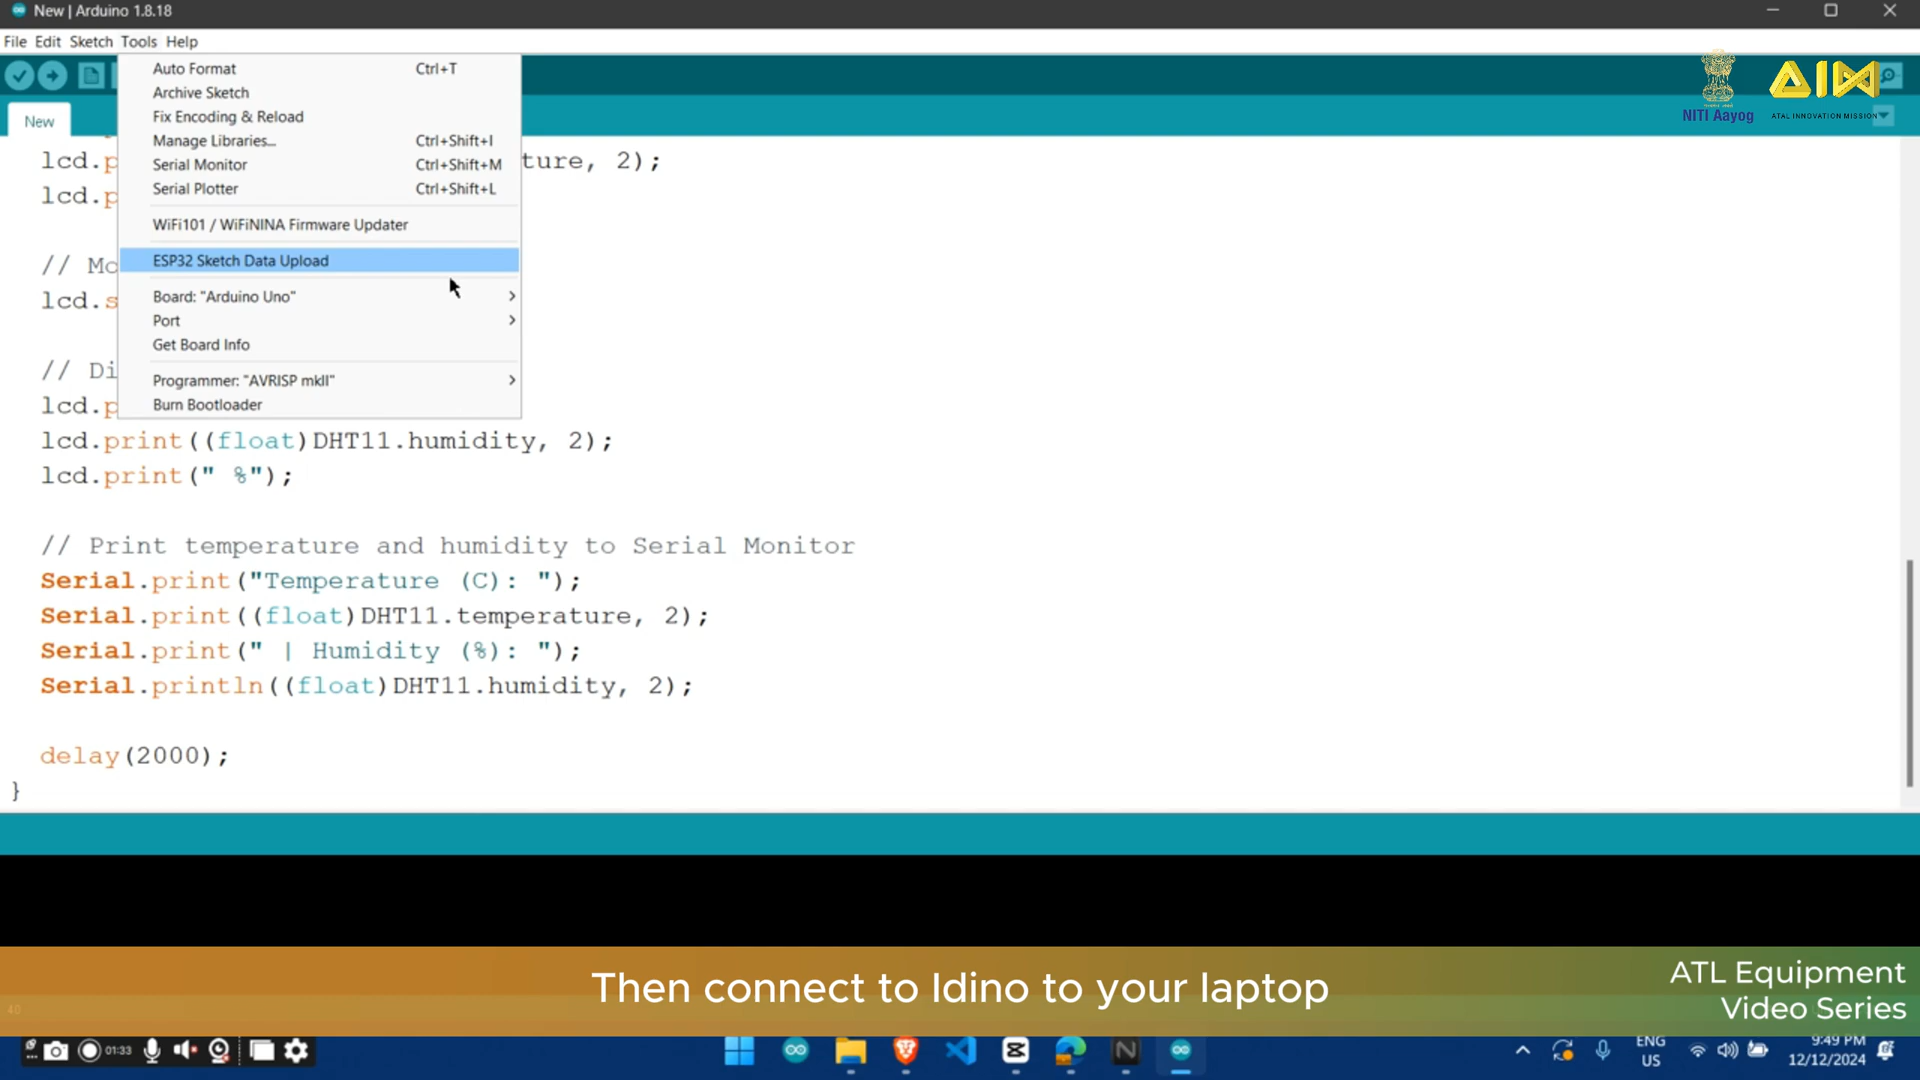 New | Arduino 1.8.18
File Edit Sketch Tools Help
Auto Format Ctrl+T
Archive Sketch
Fix Encoding & Reload
Manage Libraries... Ctrl+Shift+I
Serial Monitor Ctrl+Shift+M
Serial Plotter Ctrl+Shift+L
WiFi101 / WiFiNINA Firmware Updater
ESP32 Sketch Data Upload
Board: "Arduino Uno"
Port
Get Board Info
Programmer: "AVRISP mkII"
Burn Bootloader
NITI Aayog
AIM
ATAL INNOVATION MISSION
New
lcd.p ture, 2);
lcd.p
// Mo
lcd.s
// Di
lcd.p
lcd.print((float)DHT11.humidity, 2);
lcd.print(" %");
// Print temperature and humidity to Serial Monitor
Serial.print("Temperature (C): ");
Serial.print((float)DHT11.temperature, 2);
Serial.print(" | Humidity (%): ");
Serial.println((float)DHT11.humidity, 2);
delay(2000);
}
Then connect to Idino to your laptop
ATL Equipment
Video Series
40
01:33
ENG
US
9:49 PM
12/12/2024